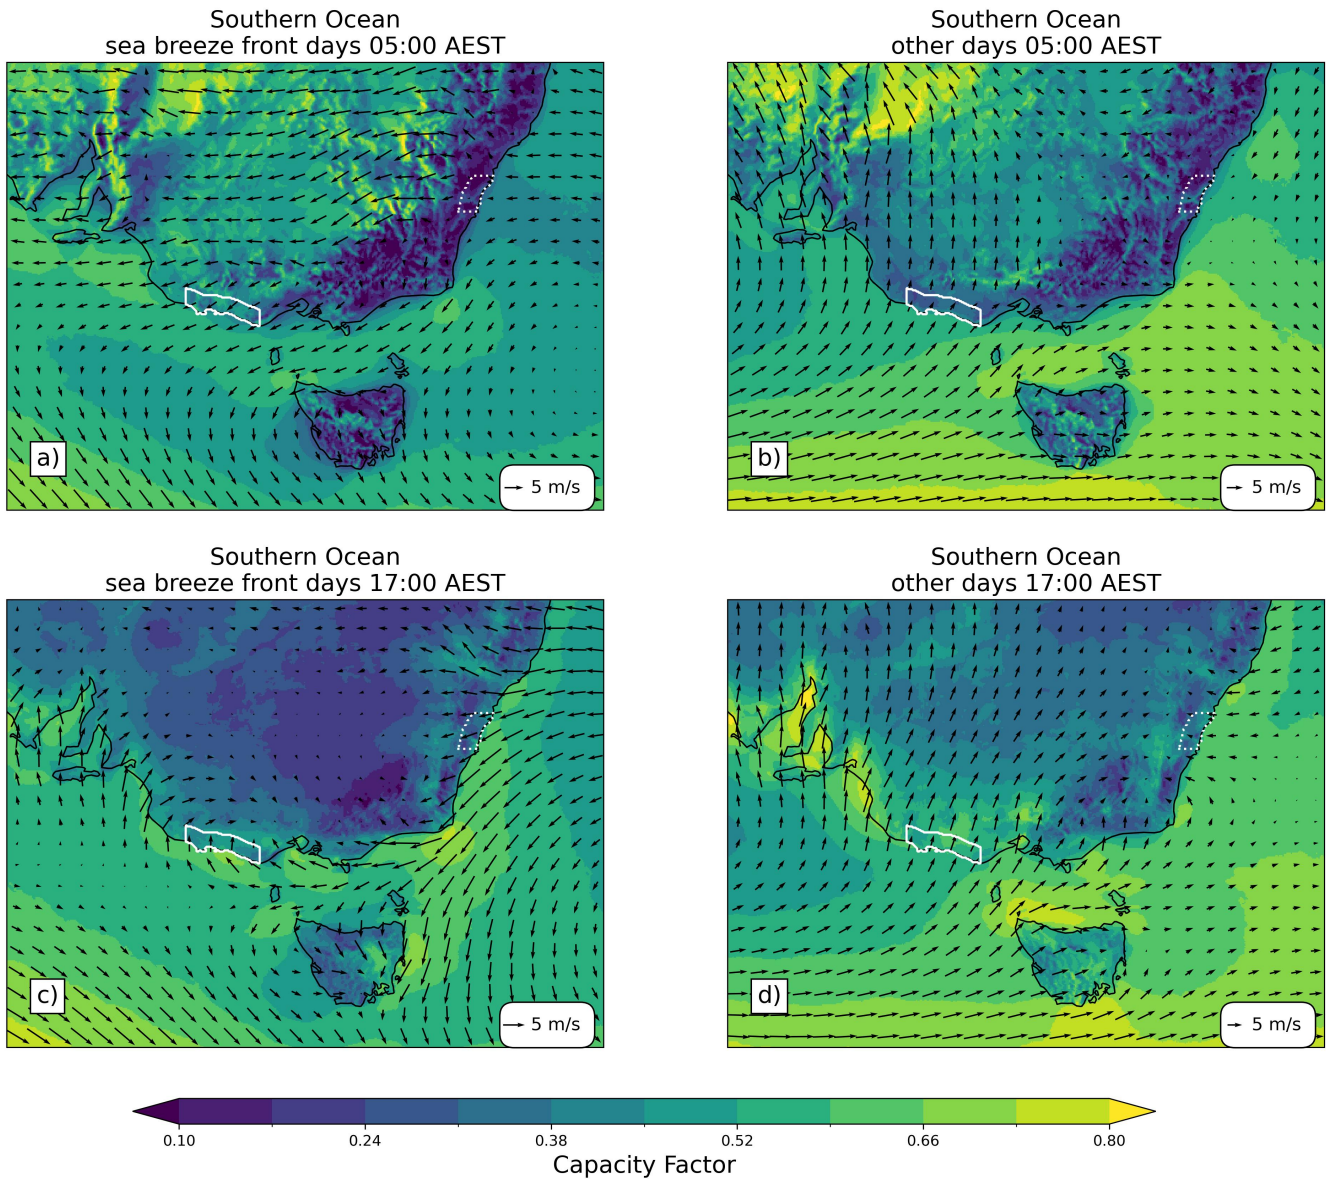 Southern Ocean
sea breeze front days 05:00 AEST
Southern Ocean
other days 05:00 AEST
a)
5 m/s
b)
5 m/s
Southern Ocean
sea breeze front days 17:00 AEST
Southern Ocean
other days 17:00 AEST
c)
5 m/s
d)
5 m/s
0.10 0.24 0.38 0.52 0.66 0.80
Capacity Factor